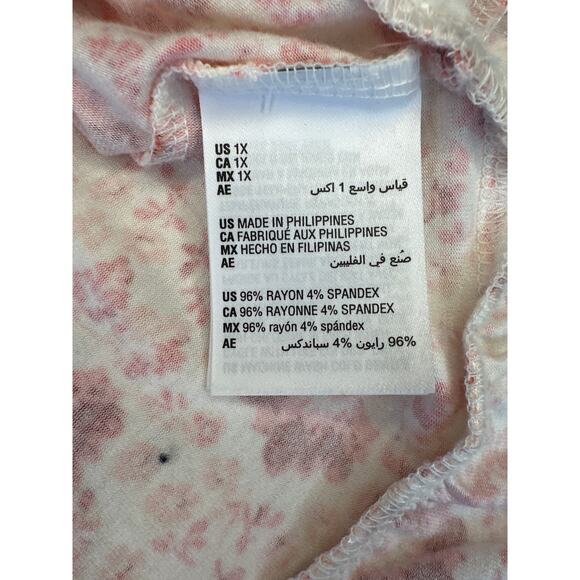 US 1X
CA 1X
MX 1X
AE قياس واسع 1 اكس
US MADE IN PHILIPPINES
CA FABRIQUÉ AUX PHILIPPINES
MX HECHO EN FILIPINAS
AE صُنع في الفليبين
US 96% RAYON 4% SPANDEX
CA 96% RAYONNE 4% SPANDEX
MX 96% rayón 4% spándex
AE 96% رايون 4% سباندكس